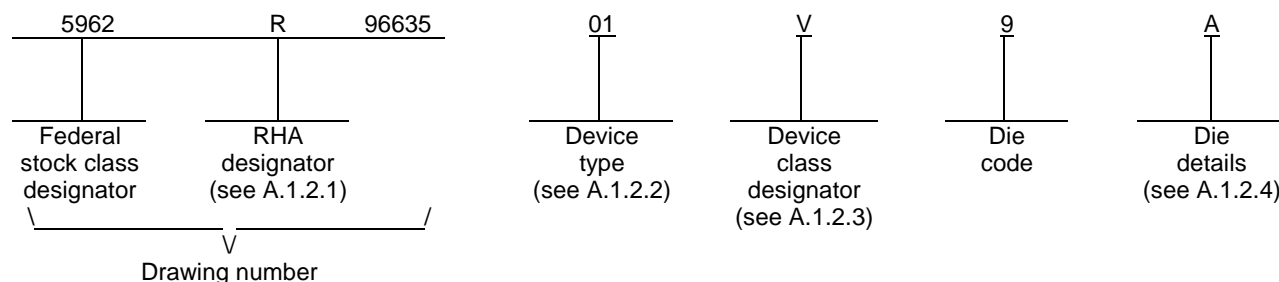 5962 R 96635 01 V 9 A
Federal stock class designator
RHA designator (see A.1.2.1)
Device type (see A.1.2.2)
Device class designator (see A.1.2.3)
Die code
Die details (see A.1.2.4)
Drawing number